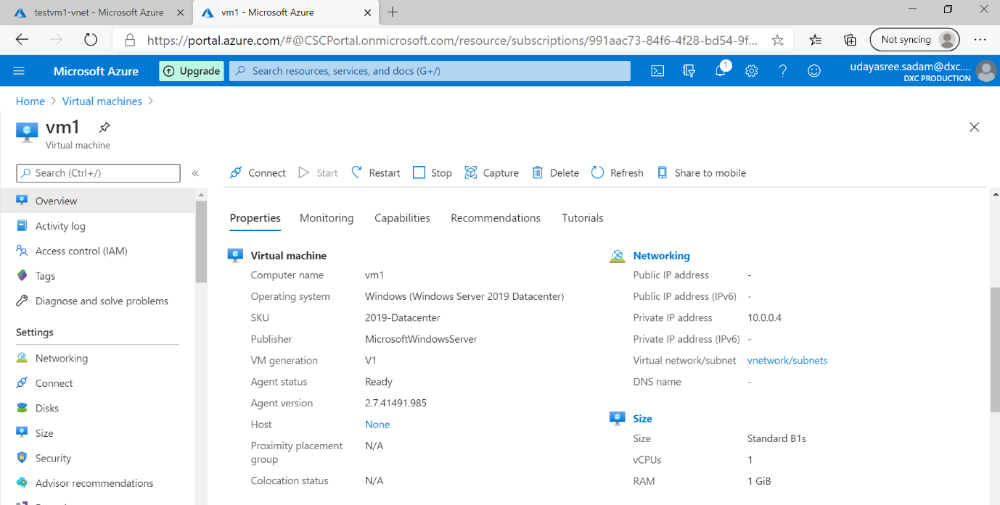 testvm1-vnet - Microsoft Azure
vm1 - Microsoft Azure
https://portal.azure.com/#@CSCPortal.onmicrosoft.com/resource/subscriptions/991aac73-84f6-4f28-bd54-9f...
Not syncing
Microsoft Azure
Upgrade
Search resources, services, and docs (G+/)
1
udayasree.sadam@dxc....
DXC PRODUCTION
Home > Virtual machines >
vm1
Virtual machine
Search (Ctrl+/)
«
Connect
Start
Restart
Stop
Capture
Delete
Refresh
Share to mobile
Overview
Activity log
Access control (IAM)
Tags
Diagnose and solve problems
Settings
Networking
Connect
Disks
Size
Security
Advisor recommendations
Properties
Monitoring
Capabilities
Recommendations
Tutorials
Virtual machine
Computer name vm1
Operating system Windows (Windows Server 2019 Datacenter)
SKU 2019-Datacenter
Publisher MicrosoftWindowsServer
VM generation V1
Agent status Ready
Agent version 2.7.41491.985
Host None
Proximity placement N/A
group
Colocation status N/A
Networking
Public IP address -
Public IP address (IPv6) -
Private IP address 10.0.0.4
Private IP address (IPv6) -
Virtual network/subnet vnetwork/subnets
DNS name -
Size
Size Standard B1s
vCPUs 1
RAM 1 GiB